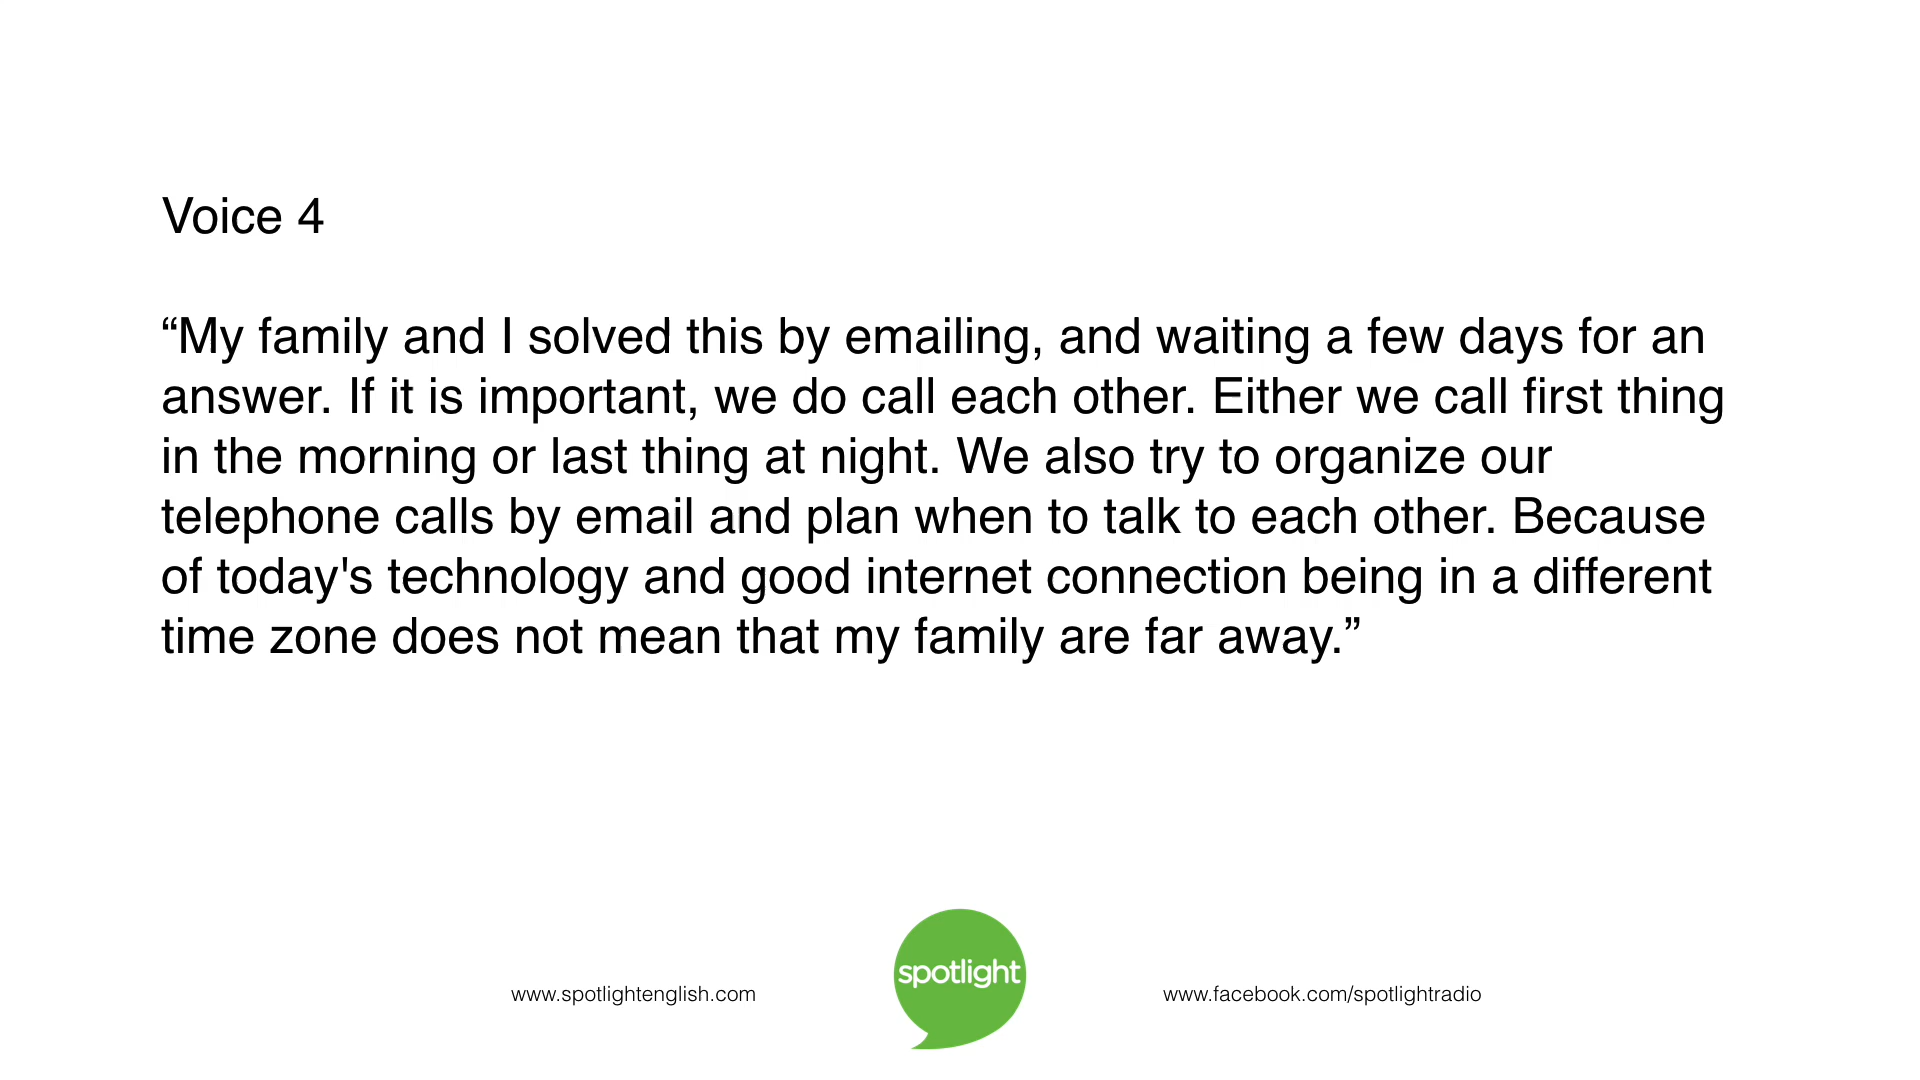 Voice 4
“My family and I solved this by emailing, and waiting a few days for an
answer. If it is important, we do call each other. Either we call first thing
in the morning or last thing at night. We also try to organize our
telephone calls by email and plan when to talk to each other. Because
of today's technology and good internet connection being in a different
time zone does not mean that my family are far away.”
spotlight
www.spotlightenglish.com
www.facebook.com/spotlightradio